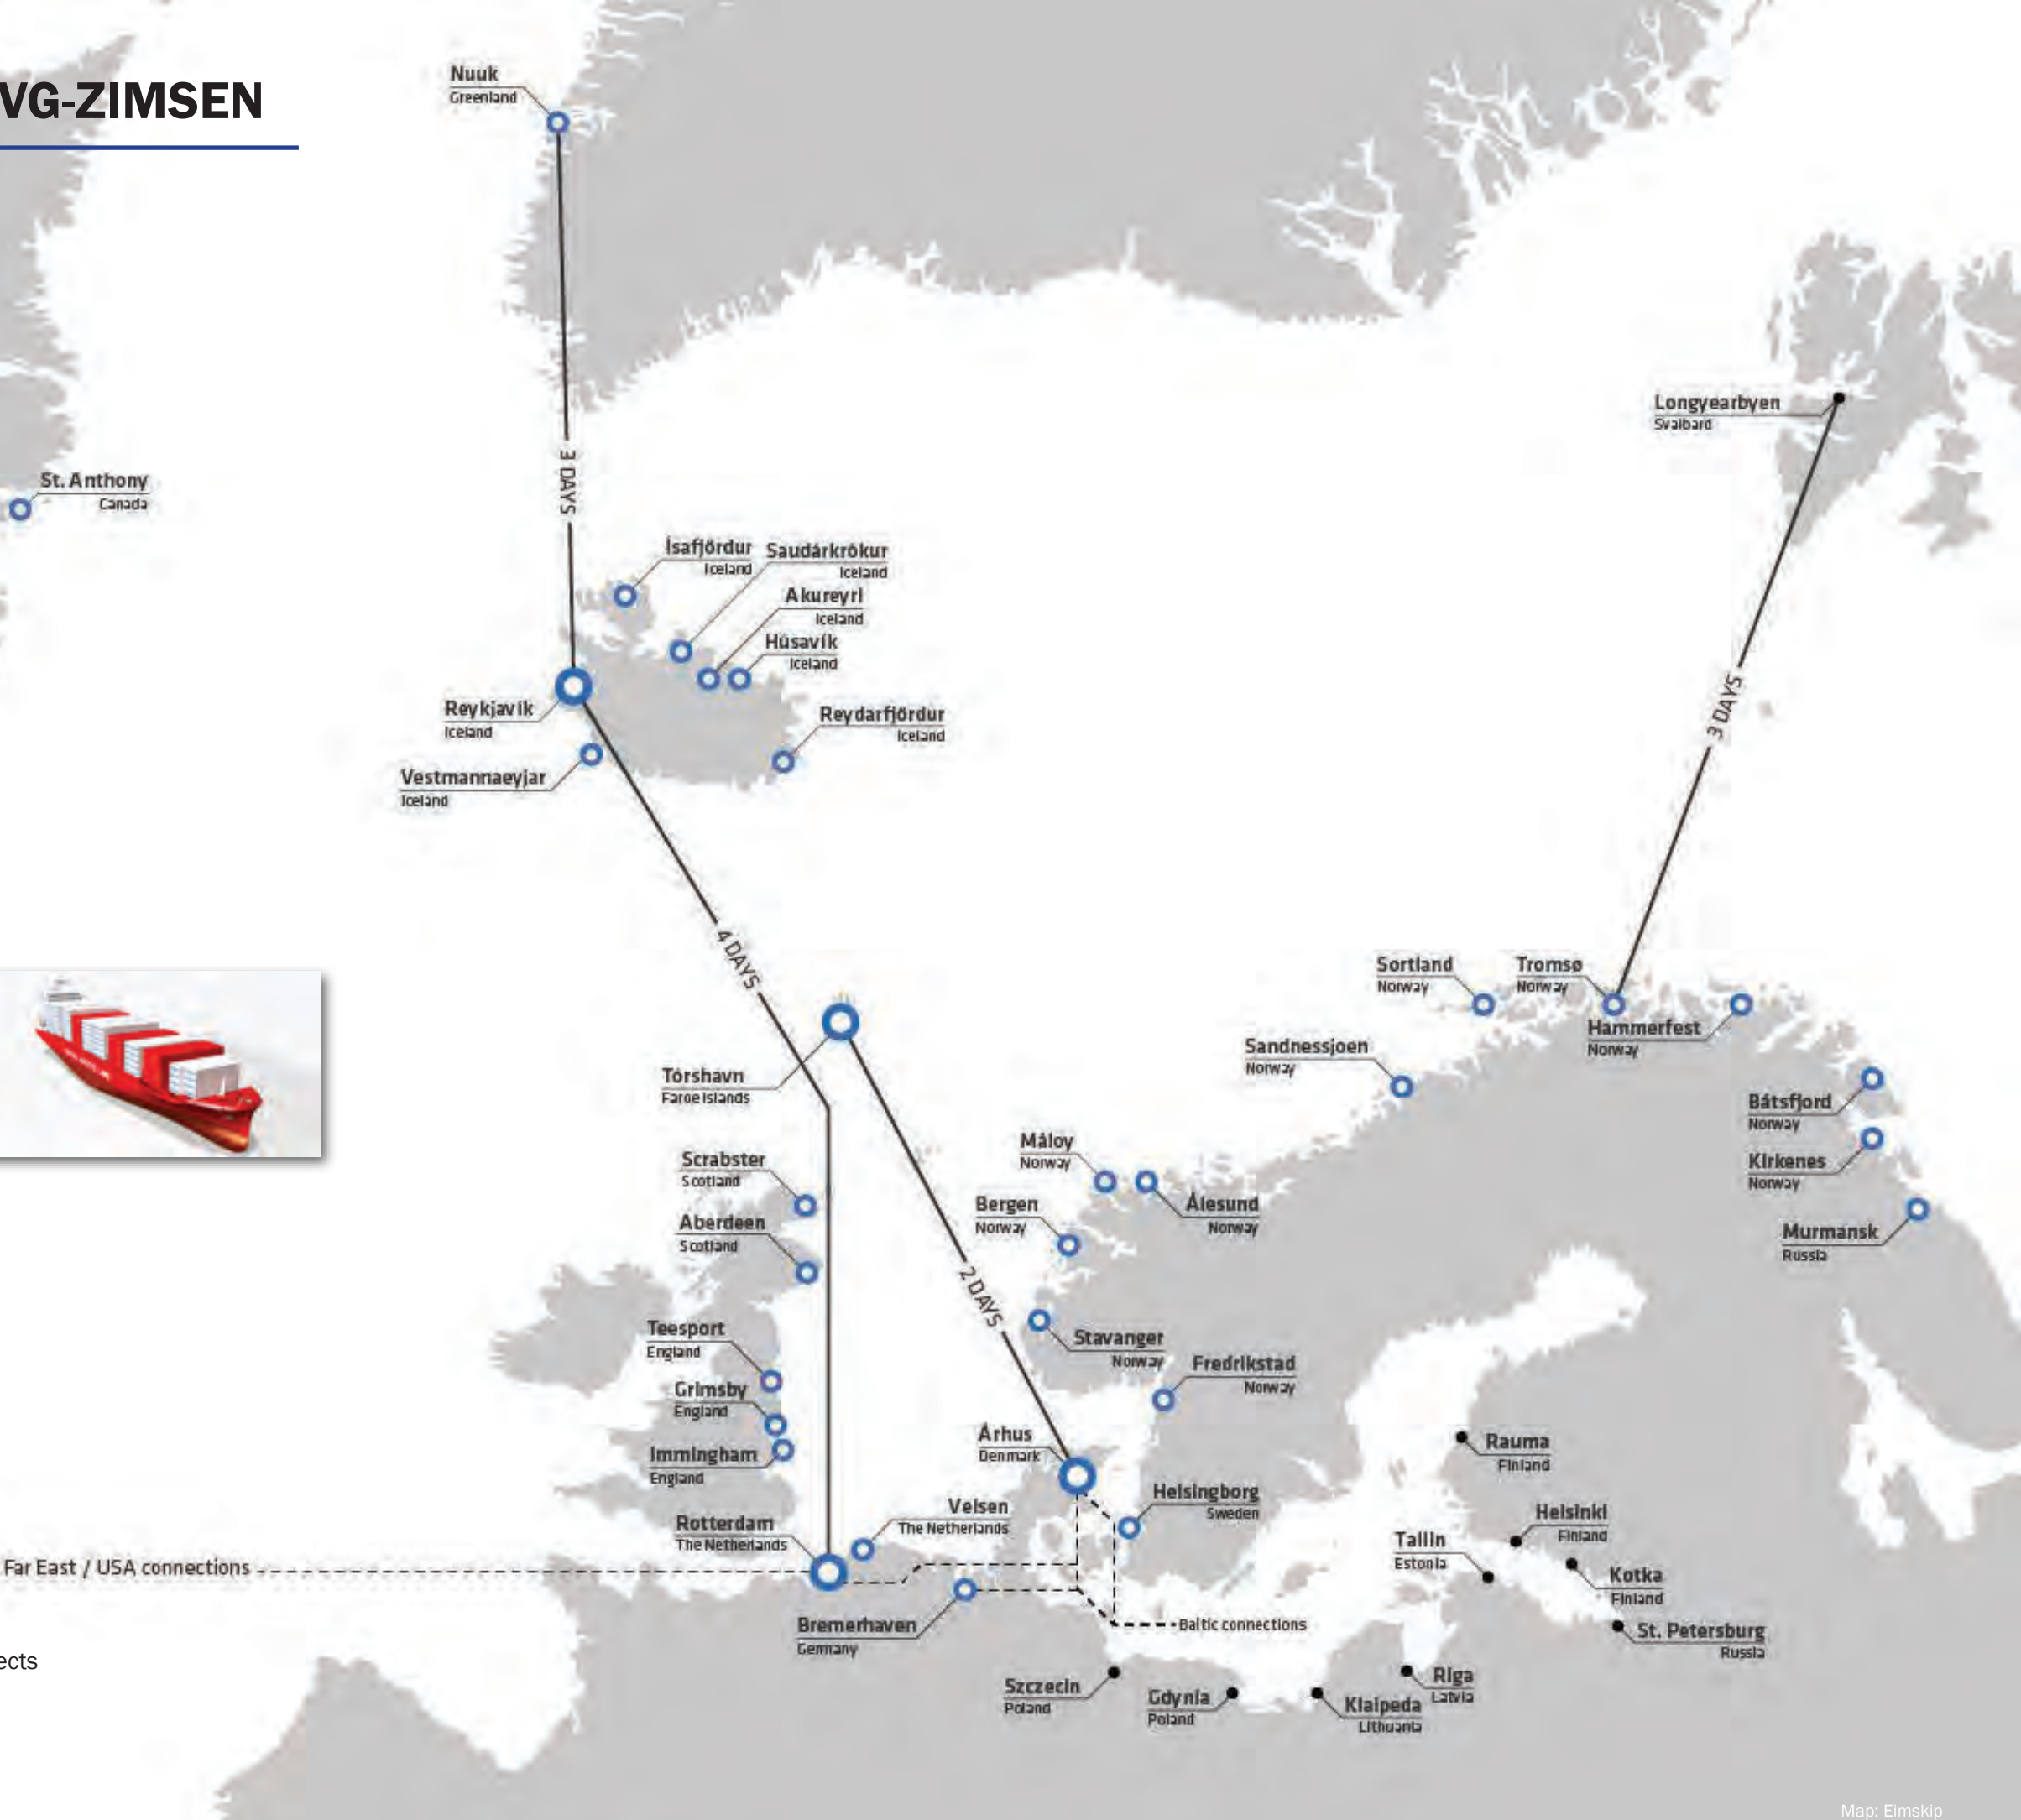 VG-ZIMSEN
Nuuk
Greenland
Longyearbyen
Svalbard
St. Anthony
Canada
3 DAYS
Ísafjördur
Iceland
Saudárkrókur
Iceland
Akureyri
Iceland
Húsavík
Iceland
Reykjavík
Iceland
Reydarfjördur
Iceland
Vestmannaeyjar
Iceland
3 DAYS
4 DAYS
Sortland
Norway
Tromsø
Norway
Hammerfest
Norway
Sandnessjoen
Norway
Tórshavn
Faroe Islands
Båtsfjord
Norway
Kirkenes
Norway
Murmansk
Russia
Måloy
Norway
Ålesund
Norway
Bergen
Norway
Scrabster
Scotland
Aberdeen
Scotland
2 DAYS
Stavanger
Norway
Fredrikstad
Norway
Teesport
England
Grimsby
England
Immingham
England
Århus
Denmark
Rauma
Finland
Helsingborg
Sweden
Velsen
The Netherlands
Rotterdam
The Netherlands
Helsinki
Finland
Tallin
Estonia
Kotka
Finland
Far East / USA connections
Bremerhaven
Germany
Baltic connections
St. Petersburg
Russia
ects
Szczecin
Poland
Gdynia
Poland
Klaipeda
Lithuania
Riga
Latvia
Map: Eimskip